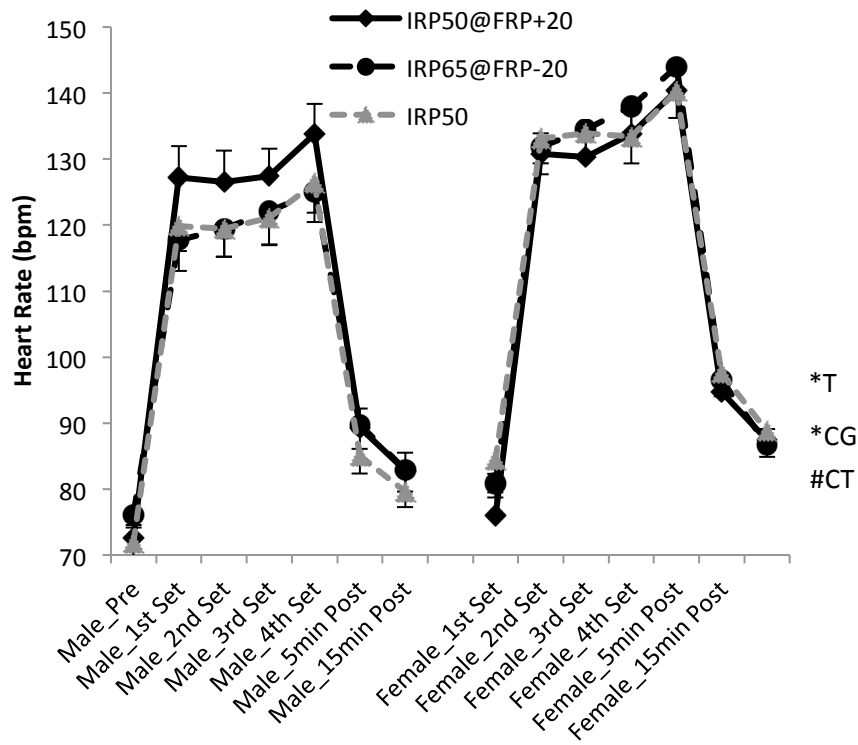 IRP50@FRP+20
IRP65@FRP-20
IRP50
Heart Rate (bpm)
150
140
130
120
110
100
90
80
70
*T
*CG
#CT
Male_Pre
Male_1st Set
Male_2nd Set
Male_3rd Set
Male_4th Set
Male_5min Post
Male_15min Post
Female_1st Set
Female_2nd Set
Female_3rd Set
Female_4th Set
Female_5min Post
Female_15min Post